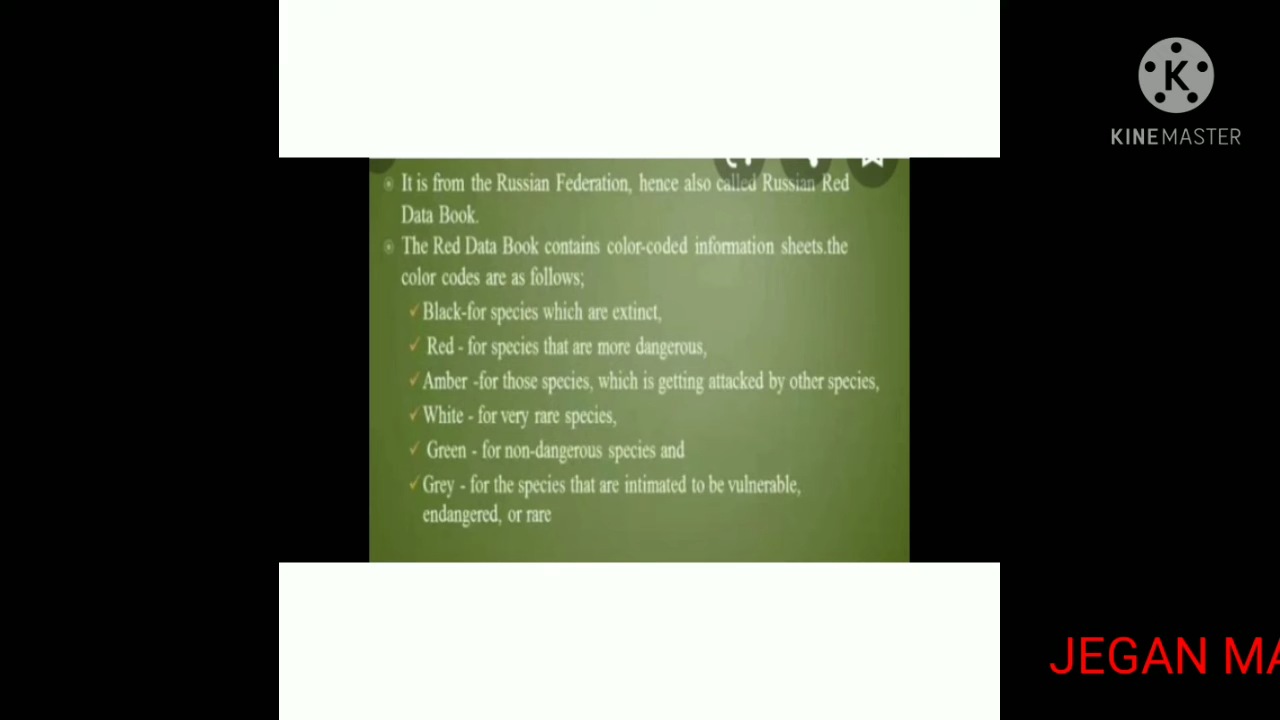 KINEMASTER
It is from the Russian Federation, hence also called Russian Red
Data Book.
The Red Data Book contains color-coded information sheets.the
color codes are as follows;
Black-for species which are extinct,
Red - for species that are more dangerous,
Amber -for those species, which is getting attacked by other species,
White - for very rare species,
Green - for non-dangerous species and
Grey - for the species that are intimated to be vulnerable,
endangered, or rare
JEGAN MA